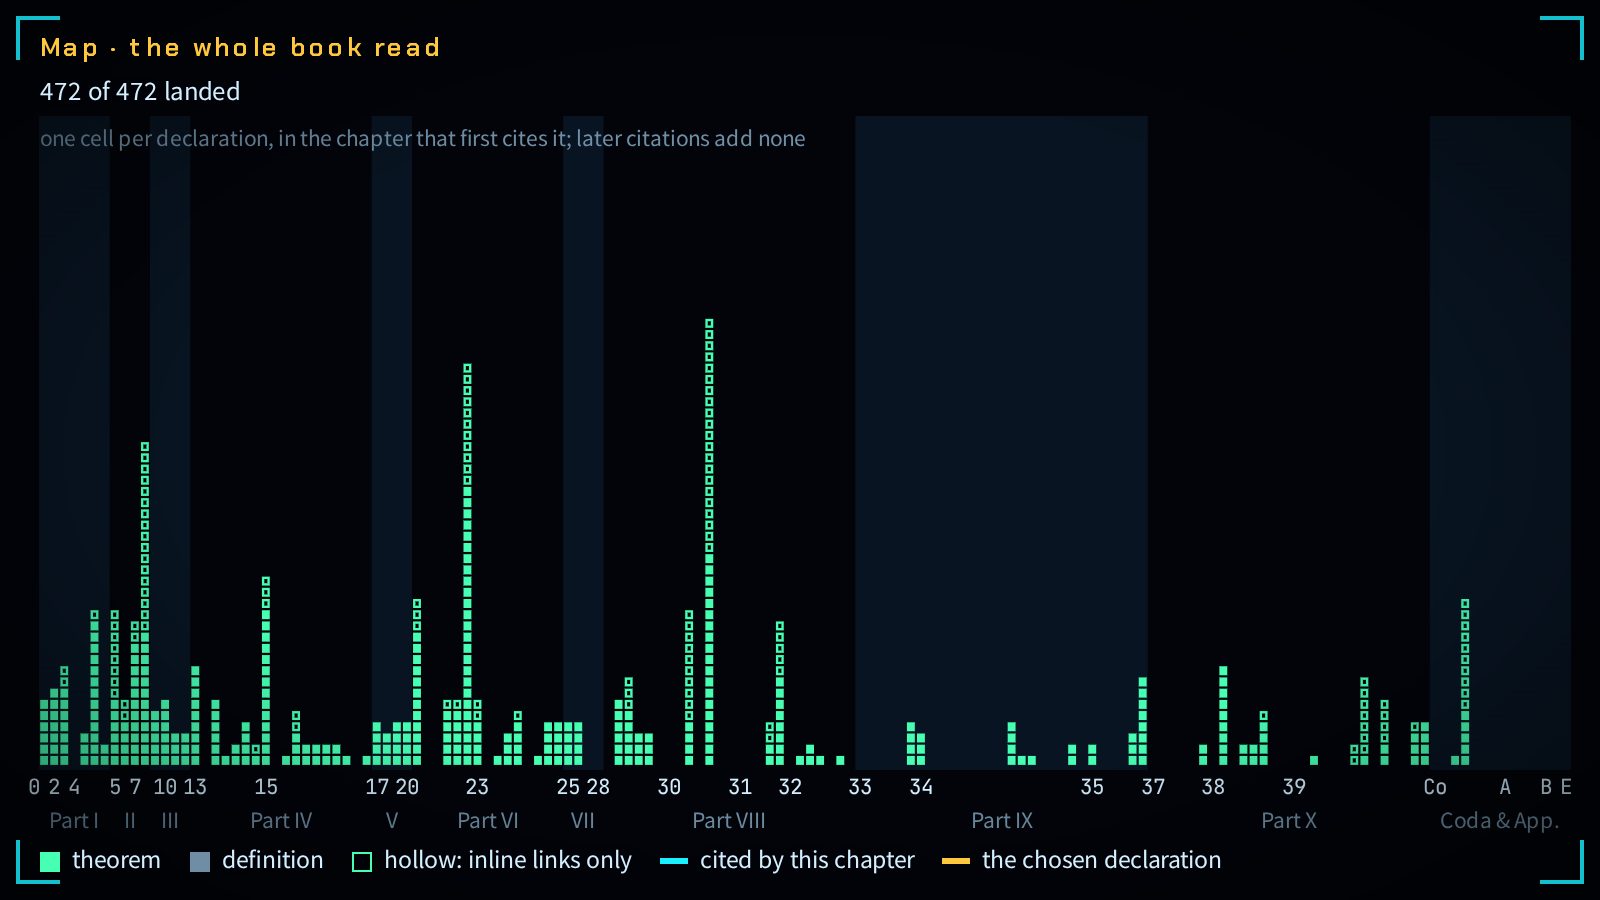 Map · the whole book read
472 of 472 landed
one cell per declaration, in the chapter that first cites it; later citations add none
0 2 4 5 7 10 13 15 17 20 23 25 28 30 31 32 33 34 35 37 38 39 Co A B E
Part I II III Part IV V Part VI VII Part VIII Part IX Part X Coda & App.
theorem definition hollow: inline links only cited by this chapter the chosen declaration